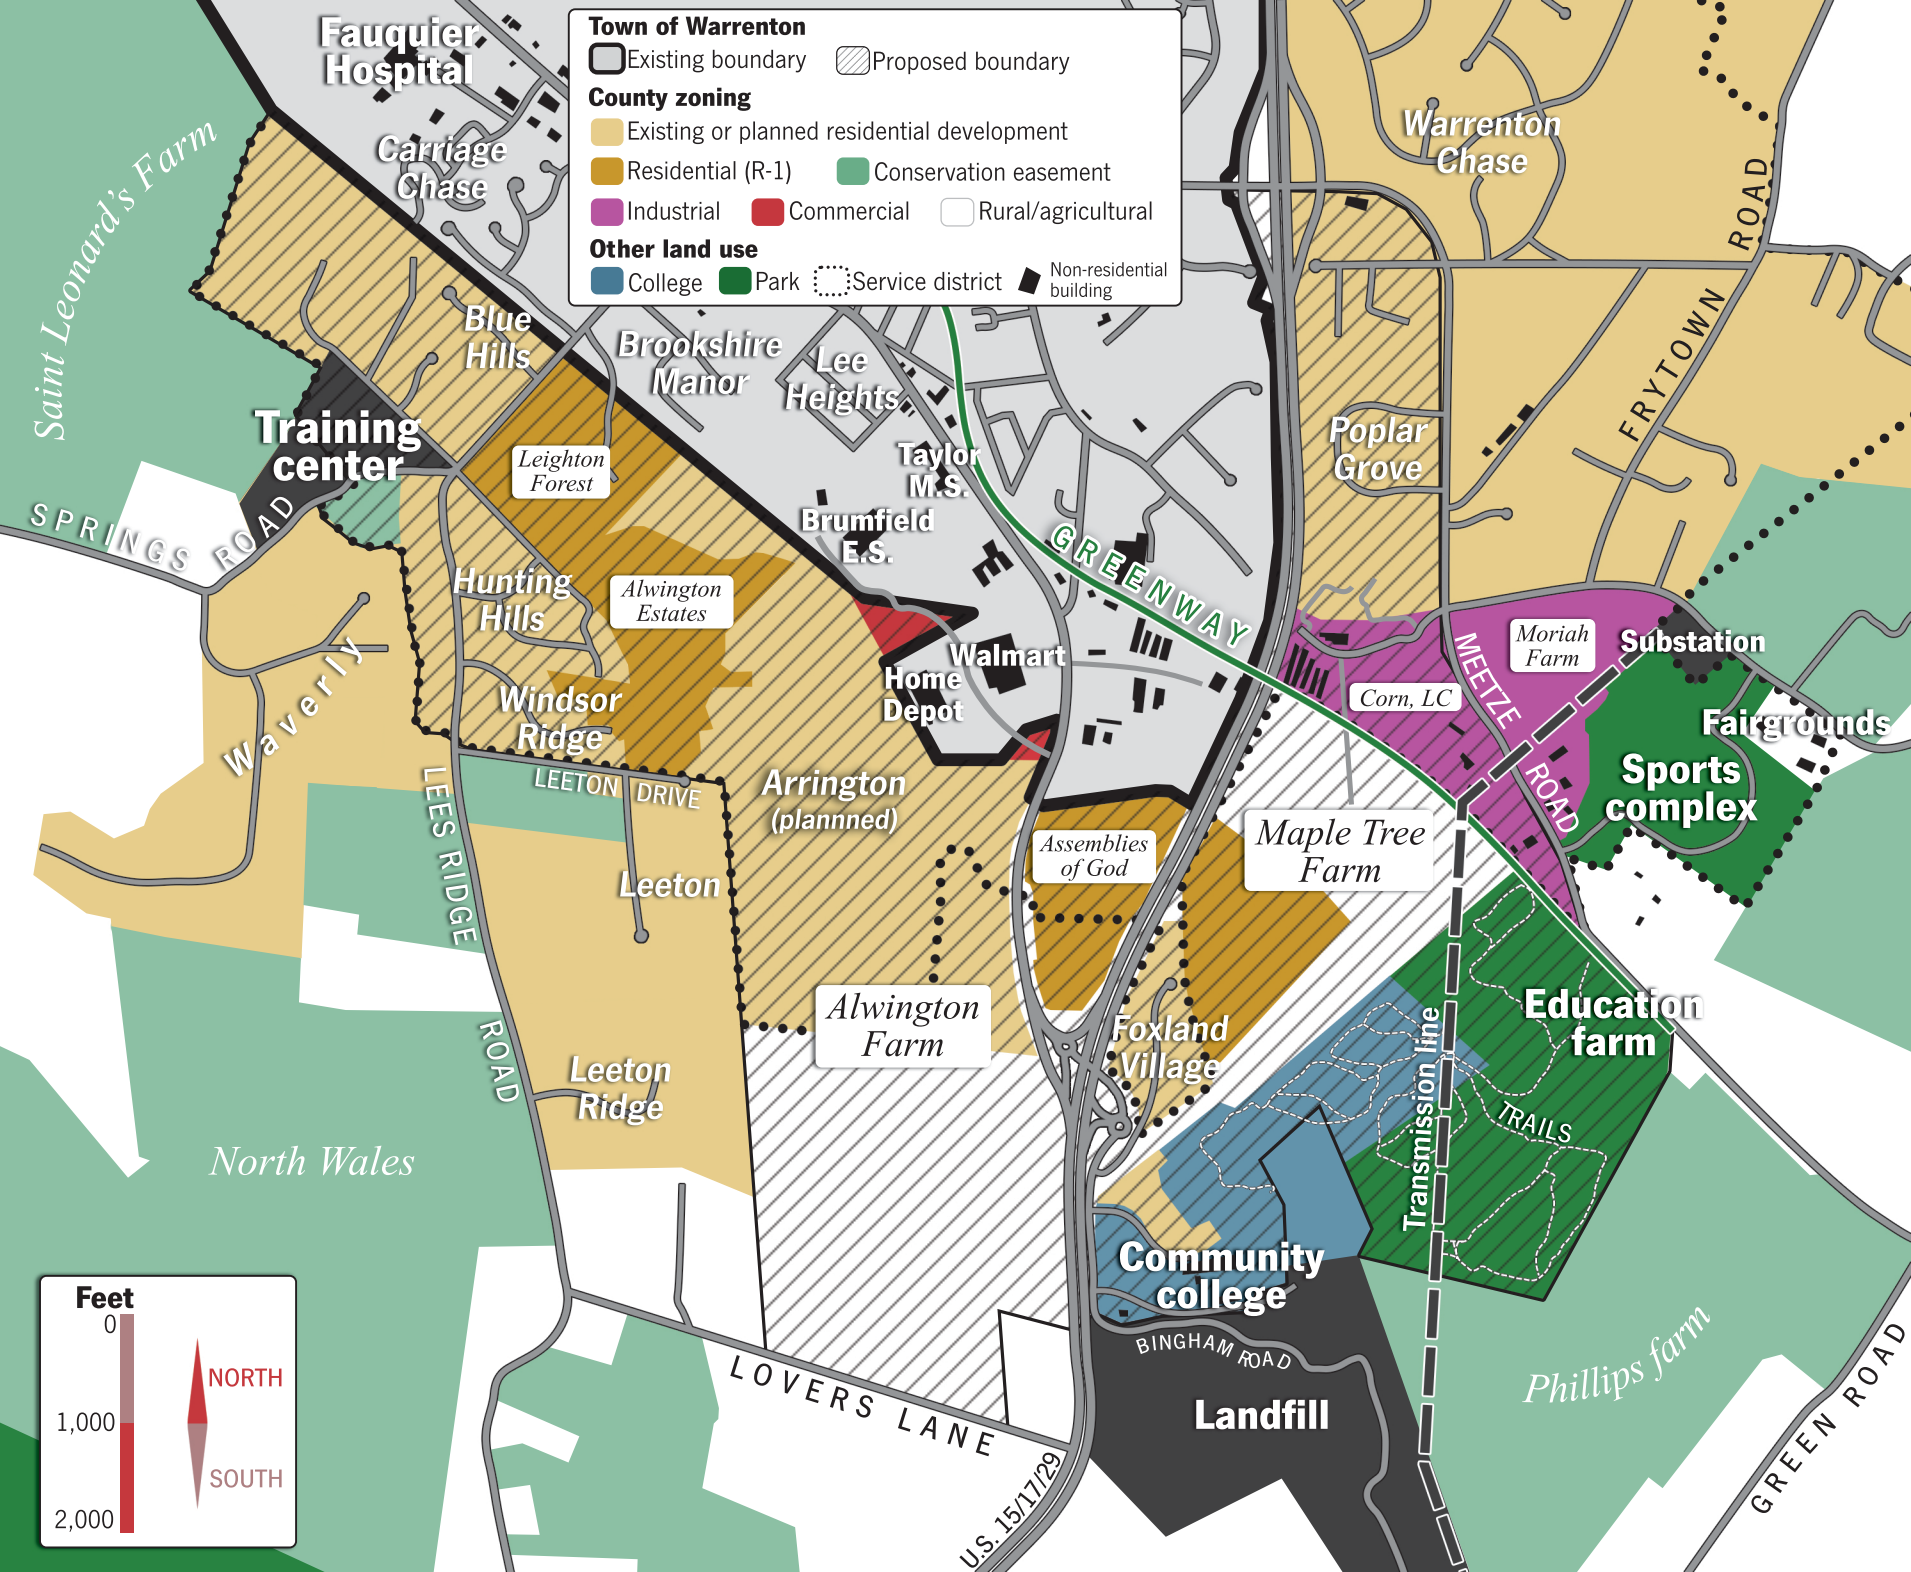 Fauquier
Hospital
Carriage
Chase
Town of Warrenton
Existing boundary
Proposed boundary
County zoning
Existing or planned residential development
Residential (R-1)
Conservation easement
Industrial
Commercial
Rural/agricultural
Other land use
College
Park
Service district
Non-residential
building
Warrenton
Chase
FRYTOWN ROAD
Saint Leonard's Farm
Blue
Hills
Brookshire
Manor
Lee
Heights
Training
center
Leighton
Forest
Taylor
M.S.
Poplar
Grove
SPRINGS ROAD
Brumfield
E.S.
GREENWAY
Hunting
Hills
Alwington
Estates
Waverly
Walmart
Home
Depot
Windsor
Ridge
Moriah
Farm
Substation
Corn, LC
MEETZE ROAD
Fairgrounds
Sports
complex
LEETON DRIVE
Arrington
(plannned)
LEES RIDGE ROAD
Leeton
Assemblies
of God
Maple Tree
Farm
Alwington
Farm
Foxland
Village
Education
farm
Transmission line
TRAILS
Leeton
Ridge
North Wales
Community
college
BINGHAM ROAD
Landfill
Phillips farm
GREEN ROAD
LOVERS LANE
U.S. 15/17/29
Feet
0
1,000
2,000
NORTH
SOUTH